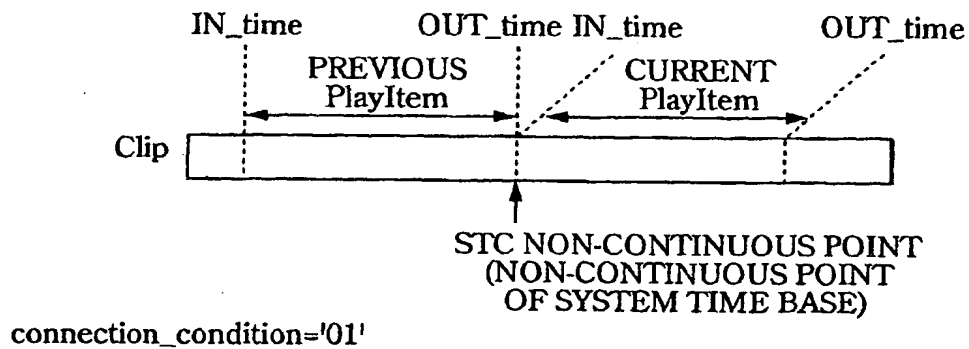 IN_time OUT_time IN_time OUT_time
PREVIOUS
PlayItem
CURRENT
PlayItem
Clip
STC NON-CONTINUOUS POINT
(NON-CONTINUOUS POINT
OF SYSTEM TIME BASE)
connection_condition='01'